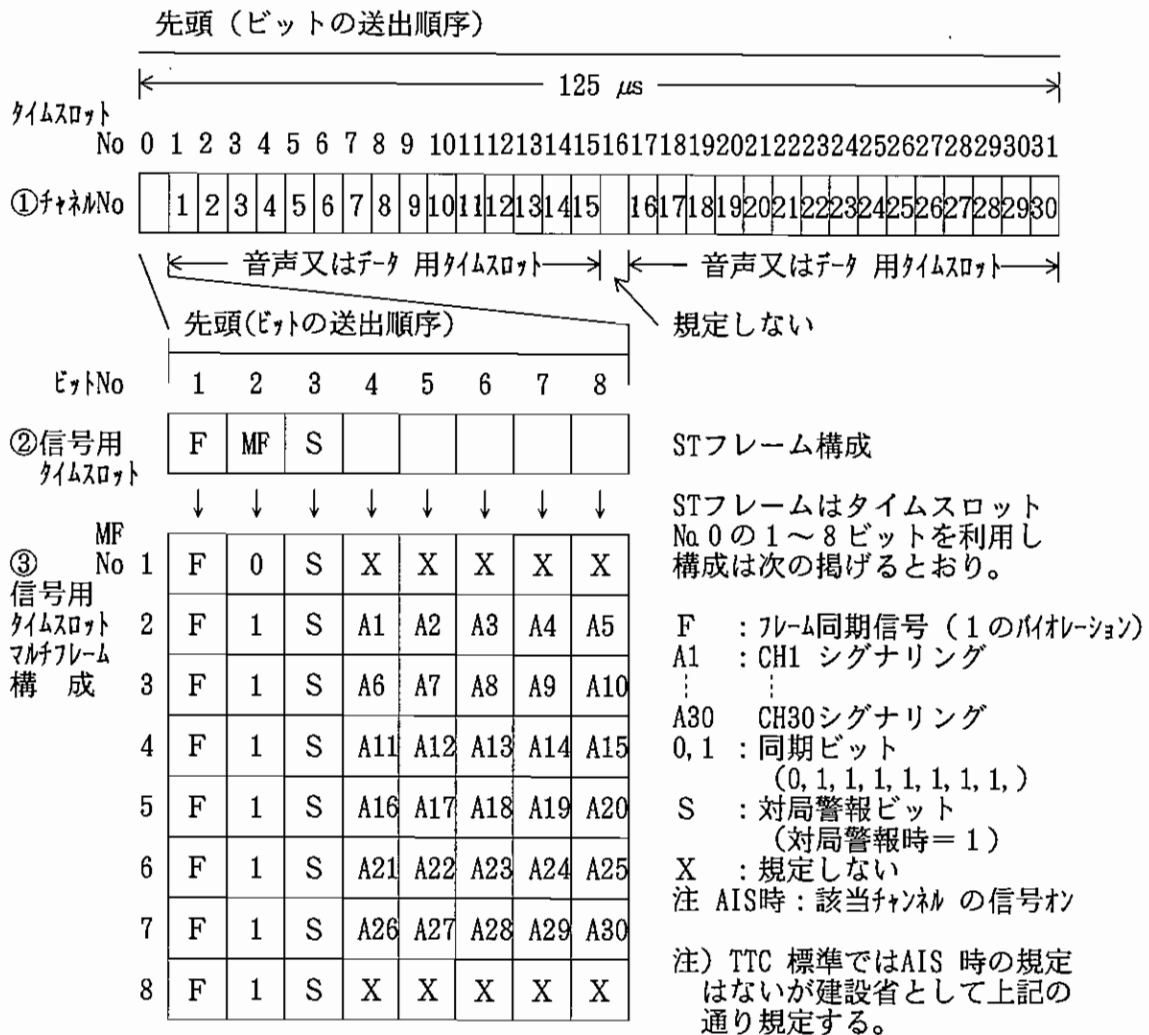 先頭（ビットの送出順序）
125 μs
タイムスロット
No 0 1 2 3 4 5 6 7 8 9 10 11 12 13 14 15 16 17 18 19 20 21 22 23 24 25 26 27 28 29 30 31
①チャネルNo 1 2 3 4 5 6 7 8 9 10 11 12 13 14 15 16 17 18 19 20 21 22 23 24 25 26 27 28 29 30
音声又はデータ 用タイムスロット 音声又はデータ 用タイムスロット
先頭(ビットの送出順序) 規定しない
ビットNo 1 2 3 4 5 6 7 8
②信号用 F MF S
タイムスロット
STフレーム構成
↓ ↓ ↓ ↓ ↓ ↓ ↓ ↓
MF
③ No 1 F 0 S X X X X X
信号用
タイムスロット 2 F 1 S A1 A2 A3 A4 A5
マルチフレーム
構 成 3 F 1 S A6 A7 A8 A9 A10
4 F 1 S A11 A12 A13 A14 A15
5 F 1 S A16 A17 A18 A19 A20
6 F 1 S A21 A22 A23 A24 A25
7 F 1 S A26 A27 A28 A29 A30
8 F 1 S X X X X X
STフレームはタイムスロット
№0の1～8ビットを利用し
構成は次の掲げるとおり。
F ：フレーム同期信号（1のバイオレーション）
A1 ：CH1 シグナリング
A30 CH30シグナリング
0,1 ：同期ビット
（0,1,1,1,1,1,1,1,）
S ：対局警報ビット
（対局警報時＝1）
X ：規定しない
注 AIS時：該当チャンネル の信号オン
注）TTC 標準ではAIS 時の規定
はないが建設省として上記の
通り規定する。